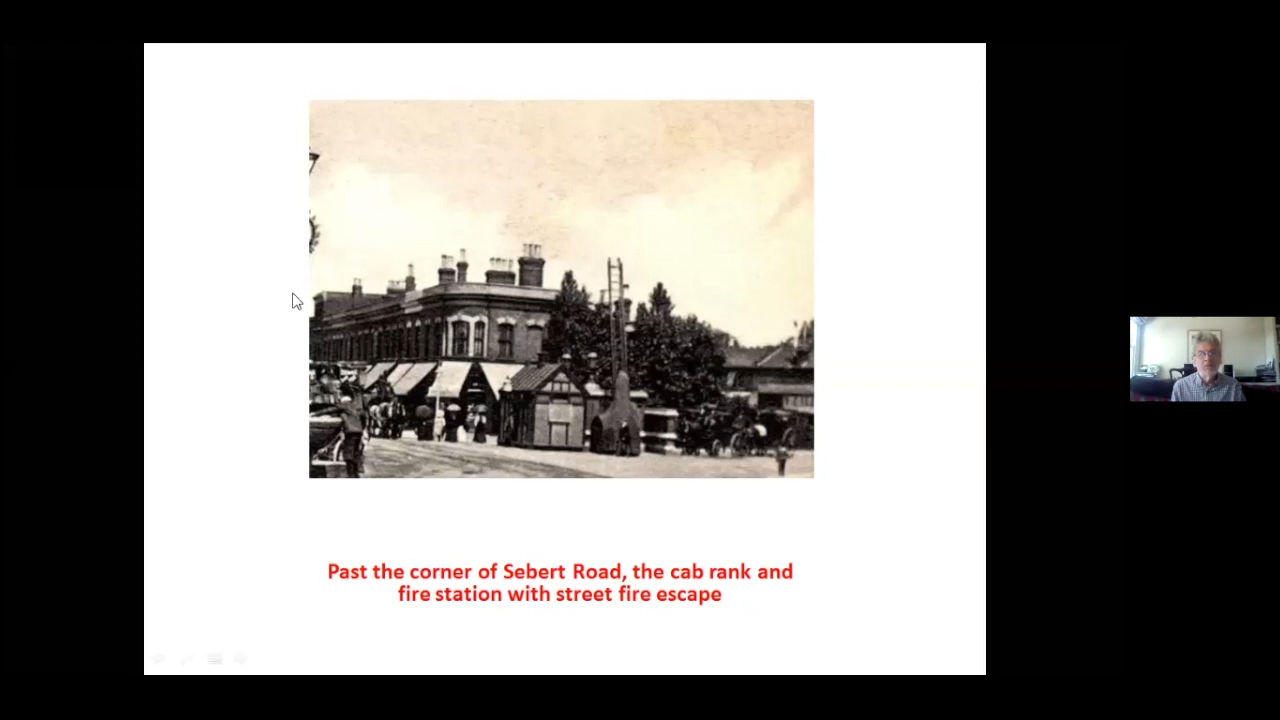 Past the corner of Sebert Road, the cab rank and
fire station with street fire escape